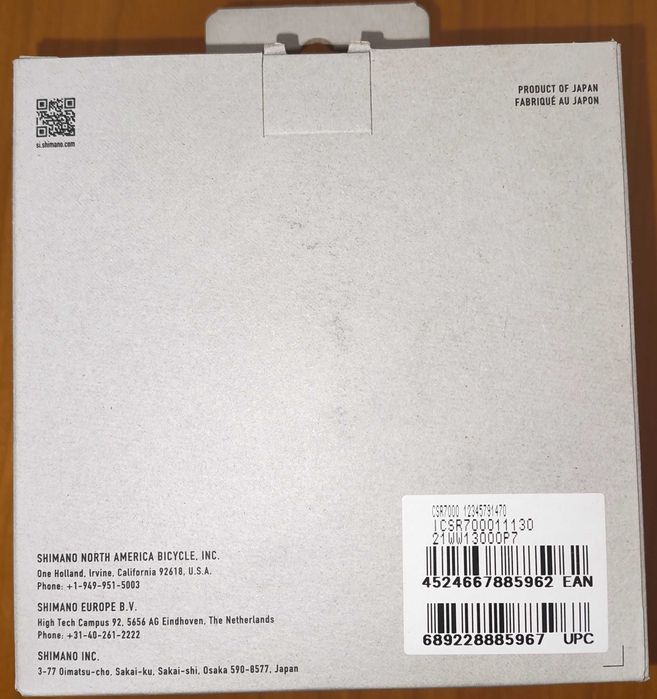 PRODUCT OF JAPAN
FABRIQUÉ AU JAPON
si.shimano.com
CSR7000 12345791470
ICSR700011130
21WW13000P7
4524667885962 EAN
689228885967 UPC
SHIMANO NORTH AMERICA BICYCLE, INC.
One Holland, Irvine, California 92618, U.S.A.
Phone: +1-949-951-5003
SHIMANO EUROPE B.V.
High Tech Campus 92, 5656 AG Eindhoven, The Netherlands
Phone: +31-40-261-2222
SHIMANO INC.
3-77 Oimatsu-cho, Sakai-ku, Sakai-shi, Osaka 590-8577, Japan